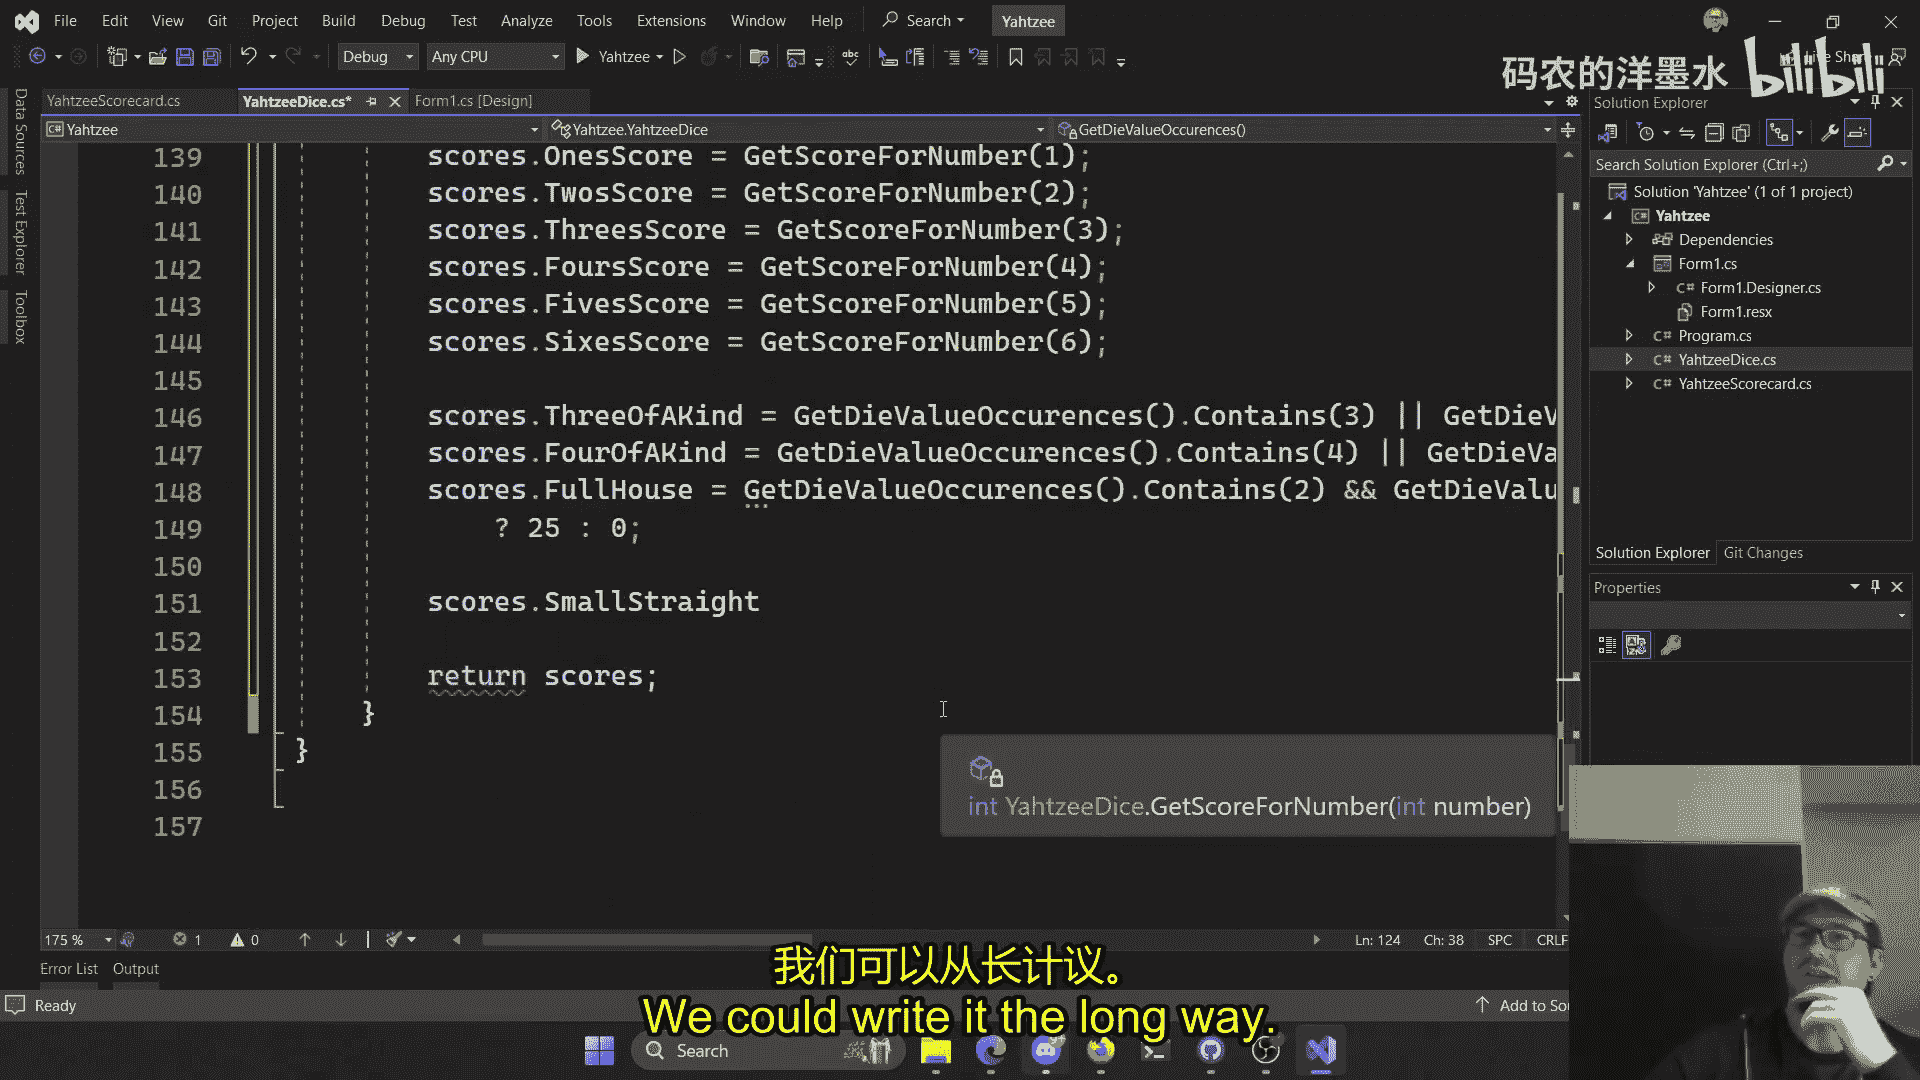 File Edit View Git Project Build Debug Test Analyze Tools Extensions Window Help Search Yahtzee
Debug Any CPU Yahtzee
码农的洋墨水 bilibili
YahtzeeScorecard.cs YahtzeeDice.cs* Form1.cs [Design]
Yahtzee Yahtzee.YahtzeeDice GetDieValueOccurences()
Data Sources
Test Explorer
Toolbox
139 scores.OnesScore = GetScoreForNumber(1);
140 scores.TwosScore = GetScoreForNumber(2);
141 scores.ThreesScore = GetScoreForNumber(3);
142 scores.FoursScore = GetScoreForNumber(4);
143 scores.FivesScore = GetScoreForNumber(5);
144 scores.SixesScore = GetScoreForNumber(6);
145
146 scores.ThreeOfAKind = GetDieValueOccurences().Contains(3) || GetDieV
147 scores.FourOfAKind = GetDieValueOccurences().Contains(4) || GetDieVa
148 scores.FullHouse = GetDieValueOccurences().Contains(2) && GetDieValu
149 ? 25 : 0;
150
151 scores.SmallStraight
152
153 return scores;
154 }
155 }
156
157
int YahtzeeDice.GetScoreForNumber(int number)
175 % 1 0 Ln: 124 Ch: 38 SPC CRLF
Error List Output
Ready Add to Sou
Solution Explorer
Search Solution Explorer (Ctrl+;)
Solution 'Yahtzee' (1 of 1 project)
Yahtzee
Dependencies
Form1.cs
Form1.Designer.cs
Form1.resx
Program.cs
YahtzeeDice.cs
YahtzeeScorecard.cs
Solution Explorer Git Changes
Properties
我们可以从长计议。
We could write it the long way.
Search